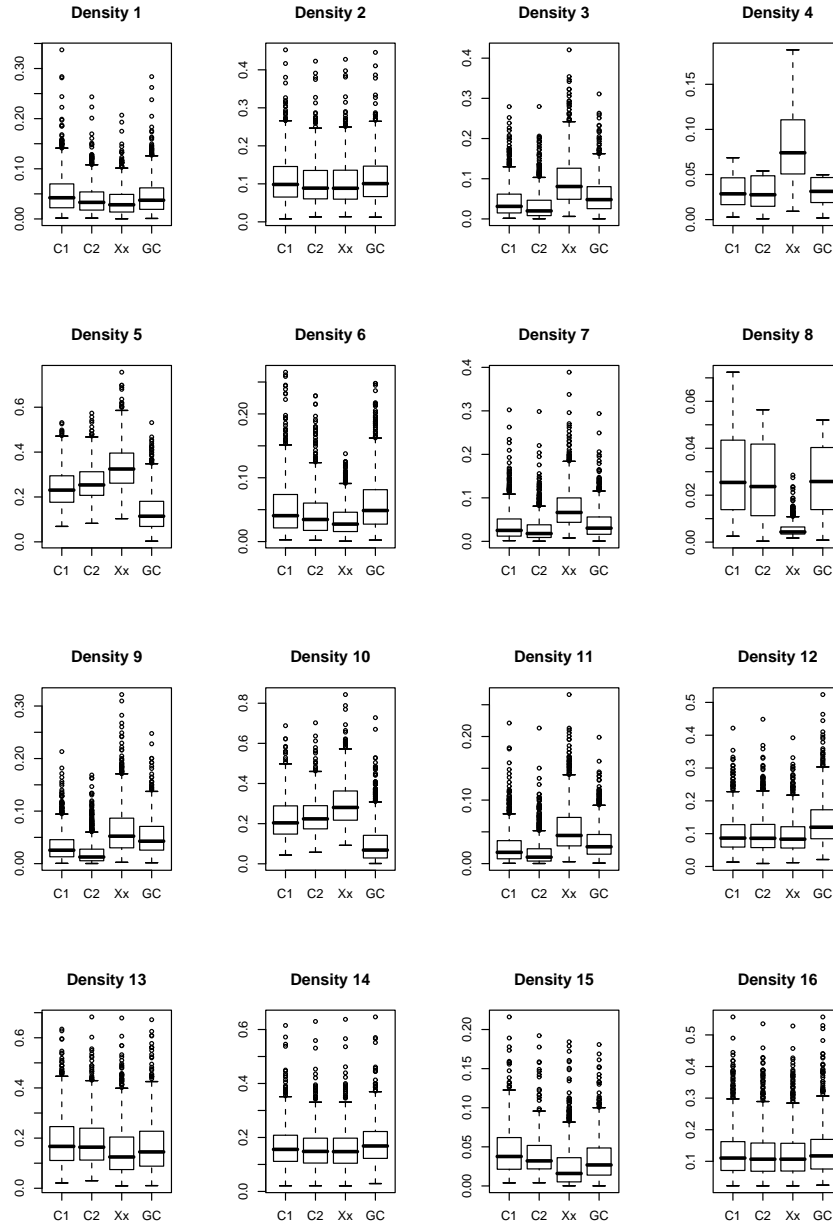 Density 1
0.00 0.10 0.20 0.30
C1 C2 Xx GC
Density 2
0.0 0.1 0.2 0.3 0.4
C1 C2 Xx GC
Density 3
0.0 0.1 0.2 0.3 0.4
C1 C2 Xx GC
Density 4
0.00 0.05 0.10 0.15
C1 C2 Xx GC
Density 5
0.0 0.2 0.4 0.6
C1 C2 Xx GC
Density 6
0.00 0.10 0.20
C1 C2 Xx GC
Density 7
0.0 0.1 0.2 0.3 0.4
C1 C2 Xx GC
Density 8
0.00 0.02 0.04 0.06
C1 C2 Xx GC
Density 9
0.00 0.10 0.20 0.30
C1 C2 Xx GC
Density 10
0.0 0.2 0.4 0.6 0.8
C1 C2 Xx GC
Density 11
0.00 0.10 0.20
C1 C2 Xx GC
Density 12
0.0 0.1 0.2 0.3 0.4 0.5
C1 C2 Xx GC
Density 13
0.0 0.2 0.4 0.6
C1 C2 Xx GC
Density 14
0.0 0.2 0.4 0.6
C1 C2 Xx GC
Density 15
0.00 0.05 0.10 0.15 0.20
C1 C2 Xx GC
Density 16
0.1 0.2 0.3 0.4 0.5
C1 C2 Xx GC